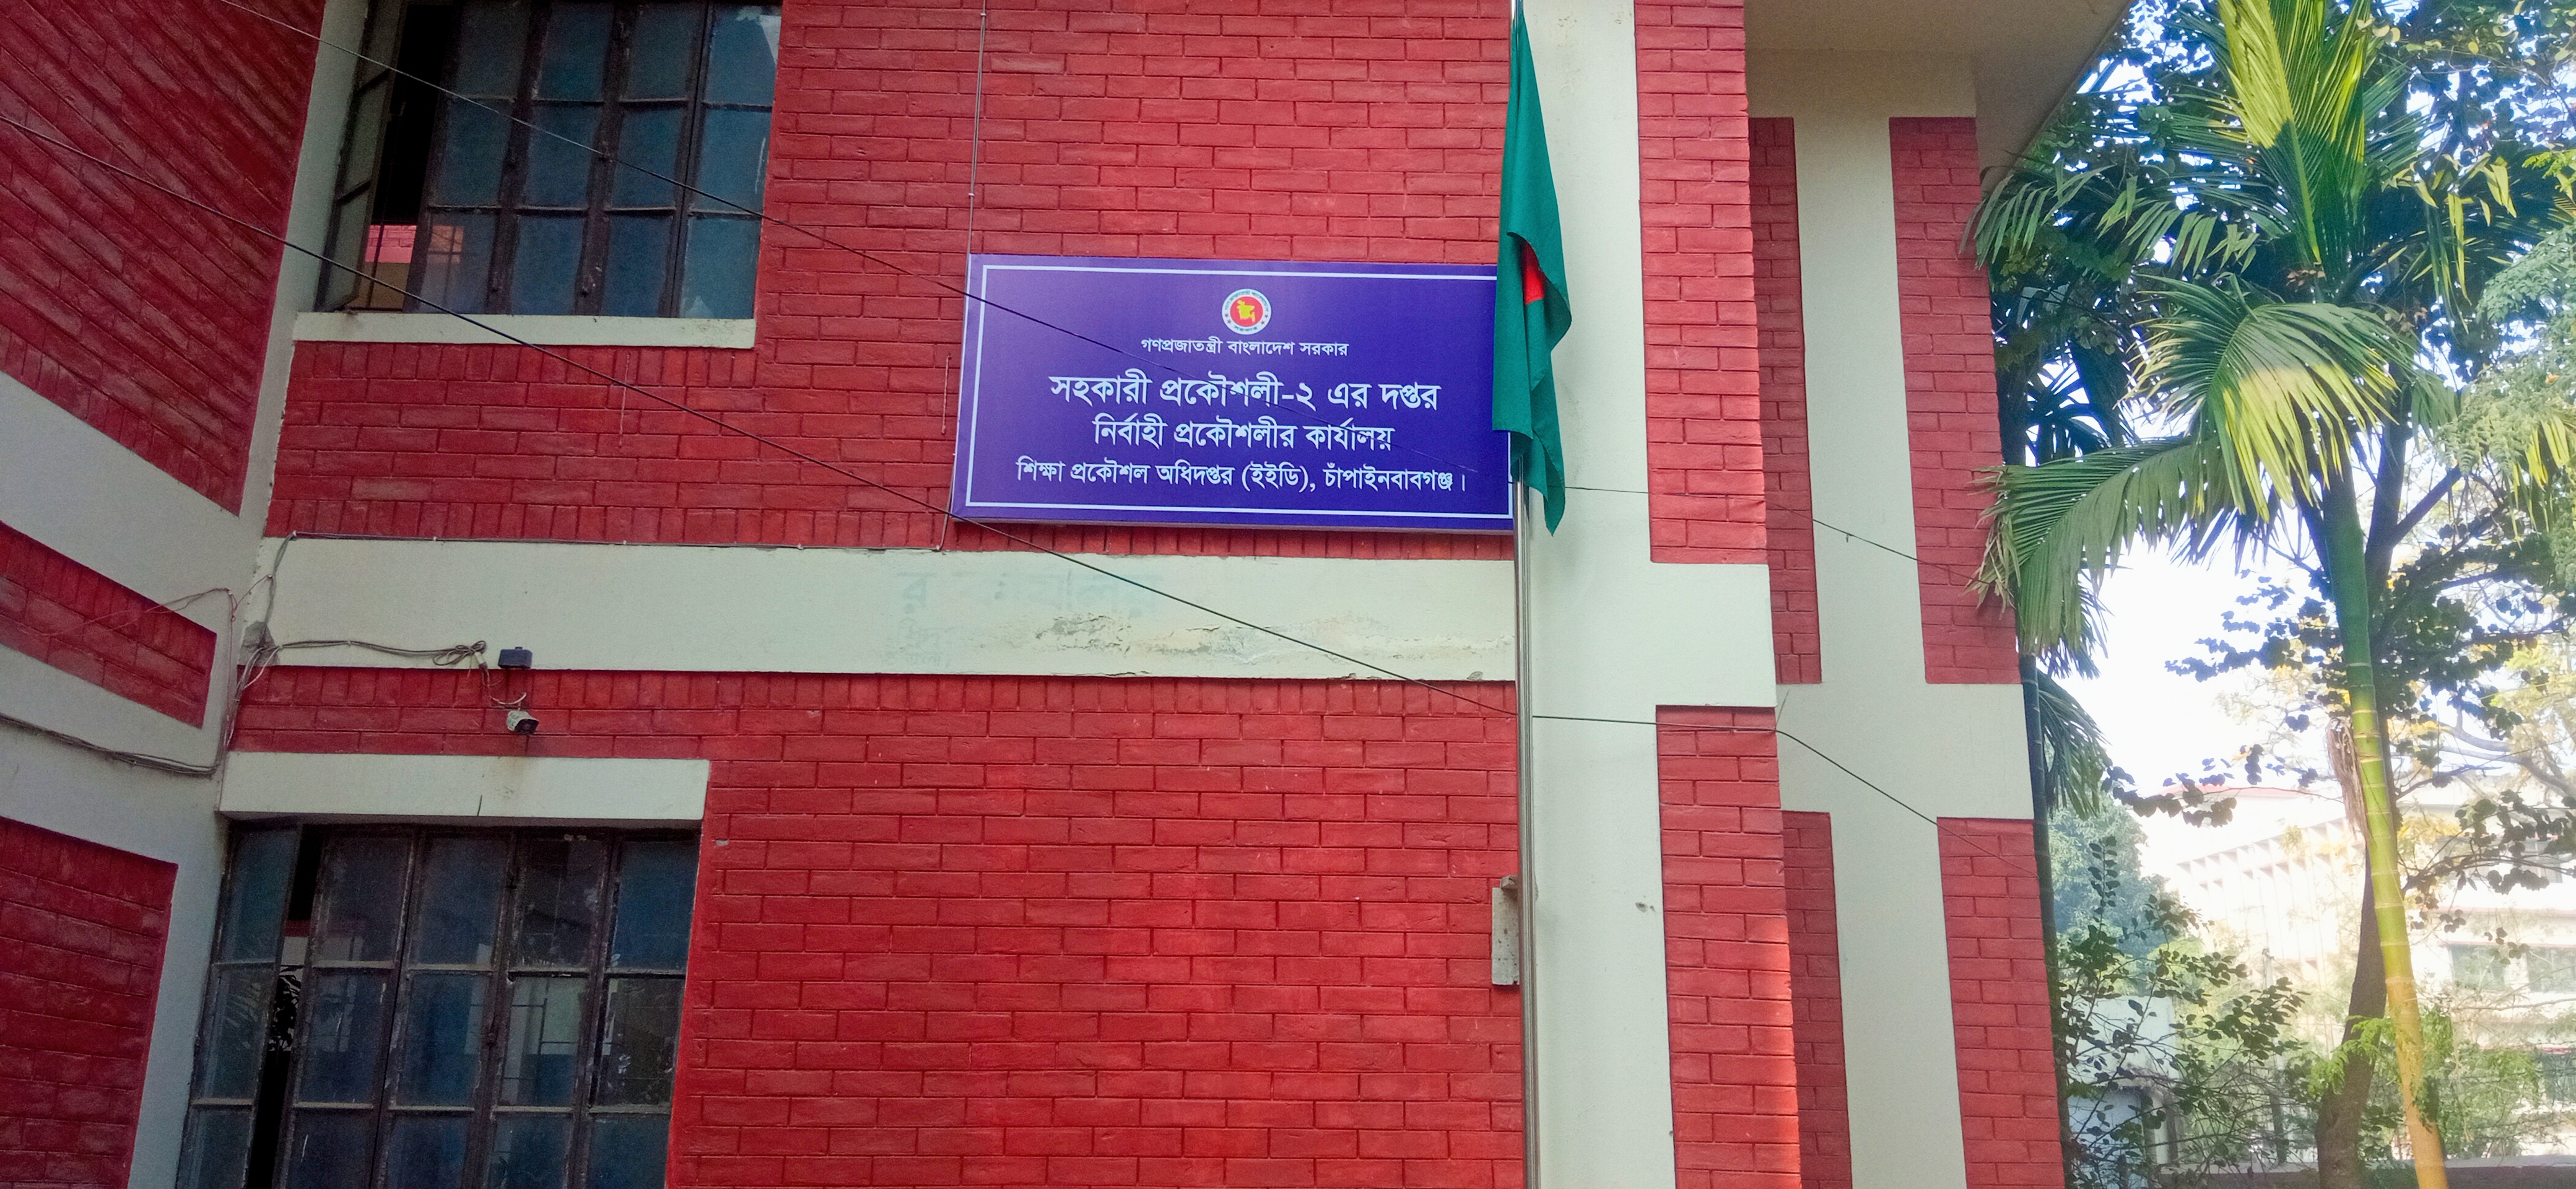 গণপ্রজাতন্ত্রী বাংলাদেশ সরকার
সহকারী প্রকৌশলী-২ এর দপ্তর
নির্বাহী প্রকৌশলীর কার্যালয়
শিক্ষা প্রকৌশল অধিদপ্তর (ইইডি), চাঁপাইনবাবগঞ্জ।